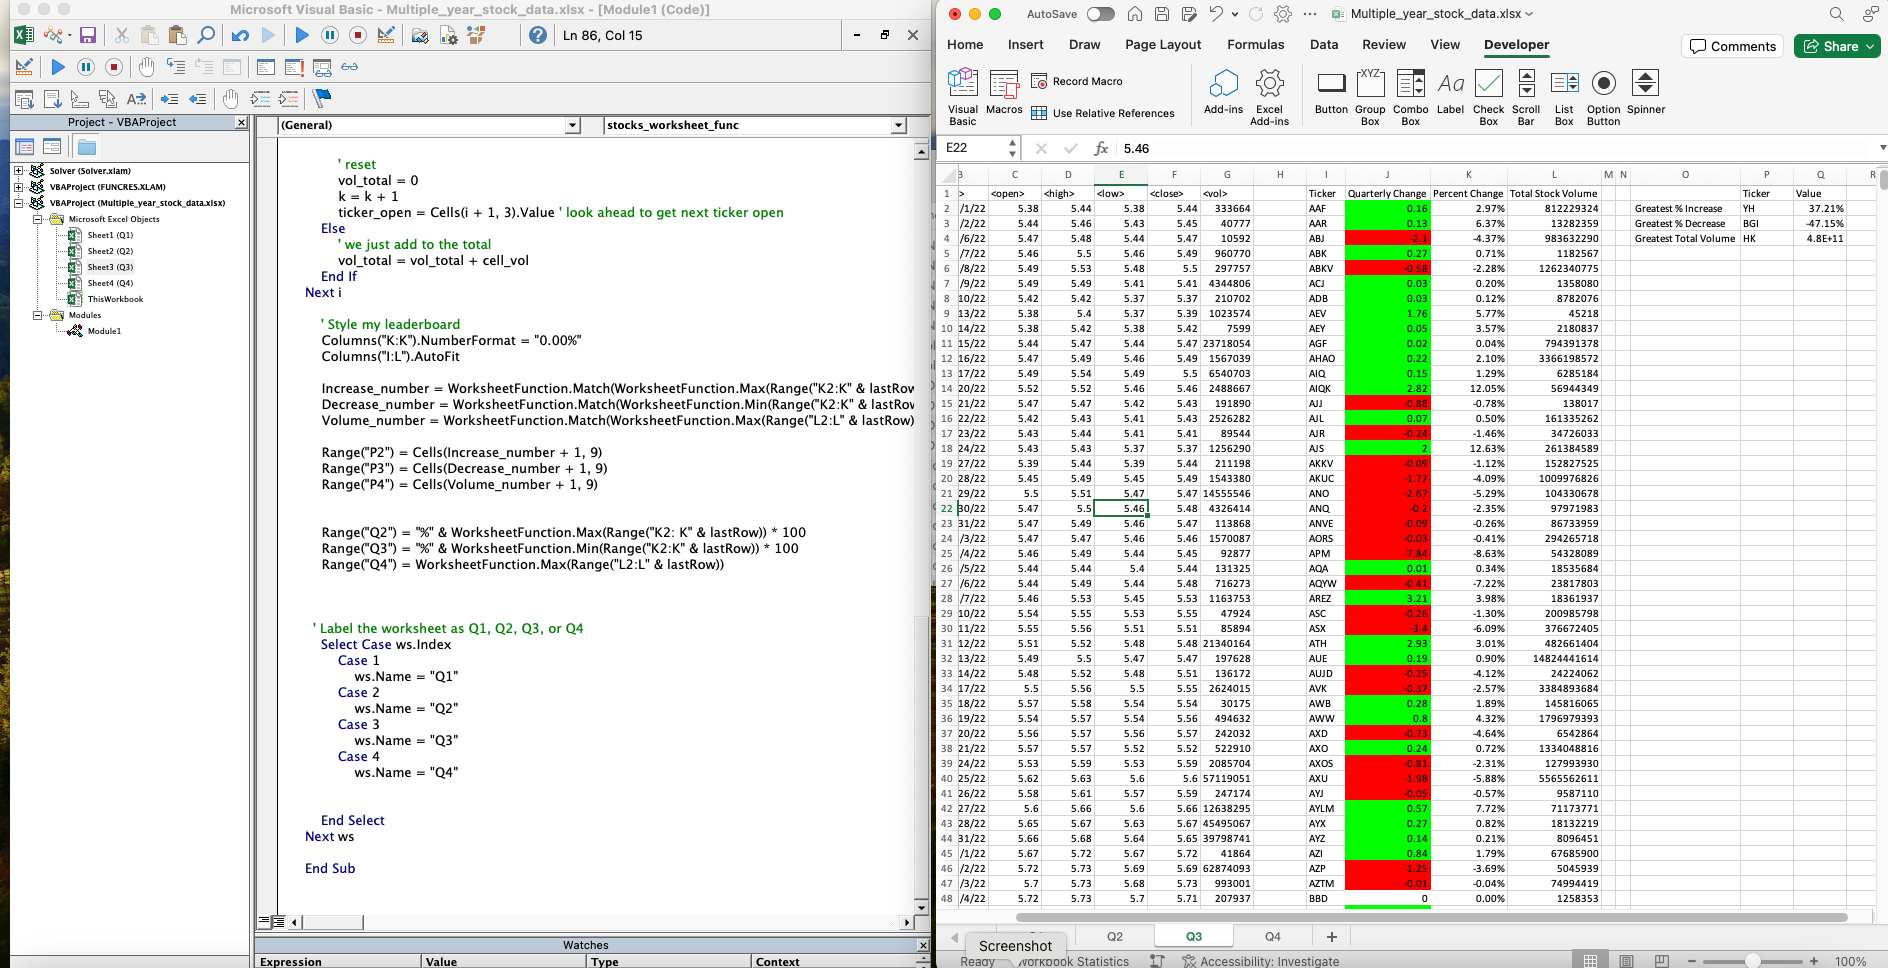 Microsoft Visual Basic - Multiple_year_stock_data.xlsx - [Module1 (Code)]
Ln 86, Col 15
Project - VBAProject
Solver (Solver.xlam)
VBAProject (FUNCRES.XLAM)
VBAProject (Multiple_year_stock_data.xlsx)
Microsoft Excel Objects
Sheet1 (Q1)
Sheet2 (Q2)
Sheet3 (Q3)
Sheet4 (Q4)
ThisWorkbook
Modules
Module1
(General)
stocks_worksheet_func
' reset
vol_total = 0
k = k + 1
ticker_open = Cells(i + 1, 3).Value ' look ahead to get next ticker open
Else
' we just add to the total
vol_total = vol_total + cell_vol
End If
Next i
' Style my leaderboard
Columns("K:K").NumberFormat = "0.00%"
Columns("I:L").AutoFit
Increase_number = WorksheetFunction.Match(WorksheetFunction.Max(Range("K2:K" & lastRow
Decrease_number = WorksheetFunction.Match(WorksheetFunction.Min(Range("K2:K" & lastRow
Volume_number = WorksheetFunction.Match(WorksheetFunction.Max(Range("L2:L" & lastRow)
Range("P2") = Cells(Increase_number + 1, 9)
Range("P3") = Cells(Decrease_number + 1, 9)
Range("P4") = Cells(Volume_number + 1, 9)
Range("Q2") = "%" & WorksheetFunction.Max(Range("K2: K" & lastRow)) * 100
Range("Q3") = "%" & WorksheetFunction.Min(Range("K2:K" & lastRow)) * 100
Range("Q4") = WorksheetFunction.Max(Range("L2:L" & lastRow))
' Label the worksheet as Q1, Q2, Q3, or Q4
Select Case ws.Index
Case 1
ws.Name = "Q1"
Case 2
ws.Name = "Q2"
Case 3
ws.Name = "Q3"
Case 4
ws.Name = "Q4"
End Select
Next ws
End Sub
Watches
Expression Value Type Context
AutoSave
Multiple_year_stock_data.xlsx
Home Insert Draw Page Layout Formulas Data Review View Developer
Comments
Share
Visual Basic
Macros
Record Macro
Use Relative References
Add-ins
Excel Add-ins
Button
Group Box
Combo Box
Label
Check Box
Scroll Bar
List Box
Option Button
Spinner
E22
fx 5.46
B C D E F G H I J K L M N O P Q R
1 > <open> <high> <low> <close> <vol> Ticker Quarterly Change Percent Change Total Stock Volume Ticker Value
2 /1/22 5.38 5.44 5.38 5.44 333664 AAF 0.16 2.97% 812229324 Greatest % Increase YH 37.21%
3 /2/22 5.44 5.46 5.43 5.45 40777 AAR 0.13 6.37% 13282359 Greatest % Decrease BGI -47.15%
4 /6/22 5.47 5.48 5.44 5.47 10592 ABJ -2.1 -4.37% 983632290 Greatest Total Volume HK 4.8E+11
5 /7/22 5.46 5.5 5.46 5.49 960770 ABK 0.27 0.71% 1182567
6 /8/22 5.49 5.53 5.48 5.5 297757 ABKV -0.58 -2.28% 1262340775
7 /9/22 5.49 5.49 5.41 5.41 4344806 ACJ 0.03 0.20% 1358080
8 10/22 5.42 5.42 5.37 5.37 210702 ADB 0.03 0.12% 8782076
9 13/22 5.38 5.4 5.37 5.39 1023574 AEV 1.76 5.77% 45218
10 14/22 5.38 5.42 5.38 5.42 7599 AEY 0.05 3.57% 2180837
11 15/22 5.44 5.47 5.44 5.47 23718054 AGF 0.02 0.04% 794391378
12 16/22 5.47 5.49 5.46 5.49 1567039 AHAO 0.22 2.10% 3366198572
13 17/22 5.49 5.54 5.49 5.5 6540703 AIQ 0.15 1.29% 6285184
14 20/22 5.52 5.52 5.46 5.46 2488667 AIQK 2.82 12.05% 56944349
15 21/22 5.47 5.47 5.42 5.43 191890 AJJ -0.88 -0.78% 138017
16 22/22 5.42 5.43 5.41 5.43 2526282 AJL 0.07 0.50% 161335262
17 23/22 5.43 5.44 5.41 5.41 89544 AJR -0.24 -1.46% 34726033
18 24/22 5.43 5.43 5.37 5.37 1256290 AJS 2 12.63% 261384589
19 27/22 5.39 5.44 5.39 5.44 211198 AKKV -0.09 -1.12% 152827525
20 28/22 5.45 5.49 5.45 5.49 1543380 AKUC -1.77 -4.09% 1009976826
21 29/22 5.5 5.51 5.47 5.47 14555546 ANO -2.67 -5.29% 104330678
22 30/22 5.47 5.5 5.46 5.48 4326414 ANQ -0.2 -2.35% 97971983
23 31/22 5.47 5.49 5.46 5.47 113868 ANVE -0.09 -0.26% 86733959
24 /3/22 5.47 5.47 5.46 5.46 1570087 AORS -0.03 -0.41% 294265718
25 /4/22 5.46 5.49 5.44 5.45 92877 APM -7.84 -8.63% 54328089
26 /5/22 5.44 5.44 5.4 5.44 131325 AQA 0.01 0.34% 18535684
27 /6/22 5.44 5.49 5.44 5.48 716273 AQYW -0.41 -7.22% 23817803
28 /7/22 5.46 5.53 5.45 5.53 1163753 AREZ 3.21 3.98% 18361937
29 10/22 5.54 5.55 5.53 5.55 47924 ASC -0.26 -1.30% 200985798
30 11/22 5.55 5.56 5.51 5.51 85894 ASX -3.4 -6.09% 376672405
31 12/22 5.51 5.52 5.48 5.48 21340164 ATH 2.93 3.01% 482661404
32 13/22 5.49 5.5 5.47 5.47 197628 AUE 0.19 0.90% 14824441614
33 14/22 5.48 5.52 5.48 5.51 136172 AUJD -0.25 -4.12% 24224062
34 17/22 5.5 5.56 5.5 5.55 2624015 AVK -0.37 -2.57% 3384893684
35 18/22 5.57 5.58 5.54 5.54 30175 AWB 0.28 1.89% 145816065
36 19/22 5.54 5.57 5.54 5.56 494632 AWW 0.8 4.32% 1796979393
37 20/22 5.56 5.57 5.56 5.57 242032 AXD -0.73 -4.64% 6542864
38 21/22 5.57 5.57 5.52 5.52 522910 AXO 0.24 0.72% 1334048816
39 24/22 5.53 5.59 5.53 5.59 2085704 AXOS -0.81 -2.31% 127993930
40 25/22 5.62 5.63 5.6 5.6 57119051 AXU -1.98 -5.88% 5565562611
41 26/22 5.58 5.61 5.57 5.59 247174 AYJ -0.05 -0.57% 9587110
42 27/22 5.6 5.66 5.6 5.66 12638295 AYLM 0.57 7.72% 71173771
43 28/22 5.65 5.67 5.63 5.67 45495067 AYX 0.27 0.82% 18132219
44 31/22 5.66 5.68 5.64 5.65 39798741 AYZ 0.14 0.21% 8096451
45 /1/22 5.67 5.72 5.67 5.72 41864 AZI 0.84 1.79% 67685900
46 /2/22 5.72 5.73 5.69 5.69 62874093 AZP -1.25 -3.69% 5045939
47 /3/22 5.7 5.73 5.68 5.73 993001 AZTM -0.01 -0.04% 74994419
48 /4/22 5.72 5.73 5.7 5.71 207937 BBD 0 0.00% 1258353
Q2 Q3 Q4 +
Screenshot
Ready Workbook Statistics Accessibility: Investigate 100%